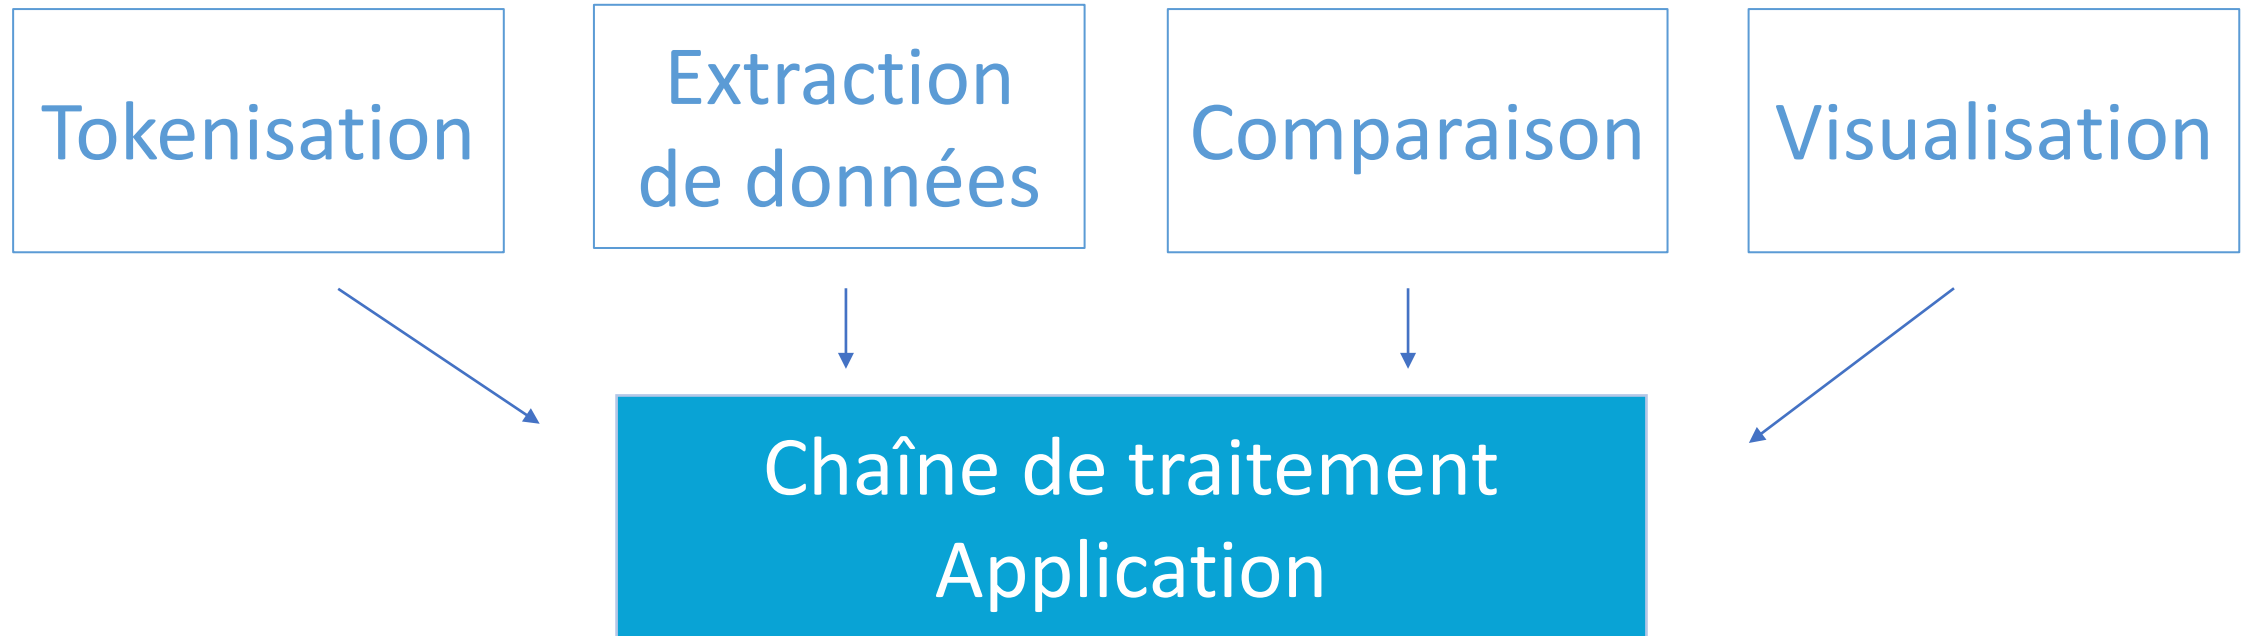 Tokenisation
Extraction
de données
Comparaison
Visualisation
Chaîne de traitement
Application